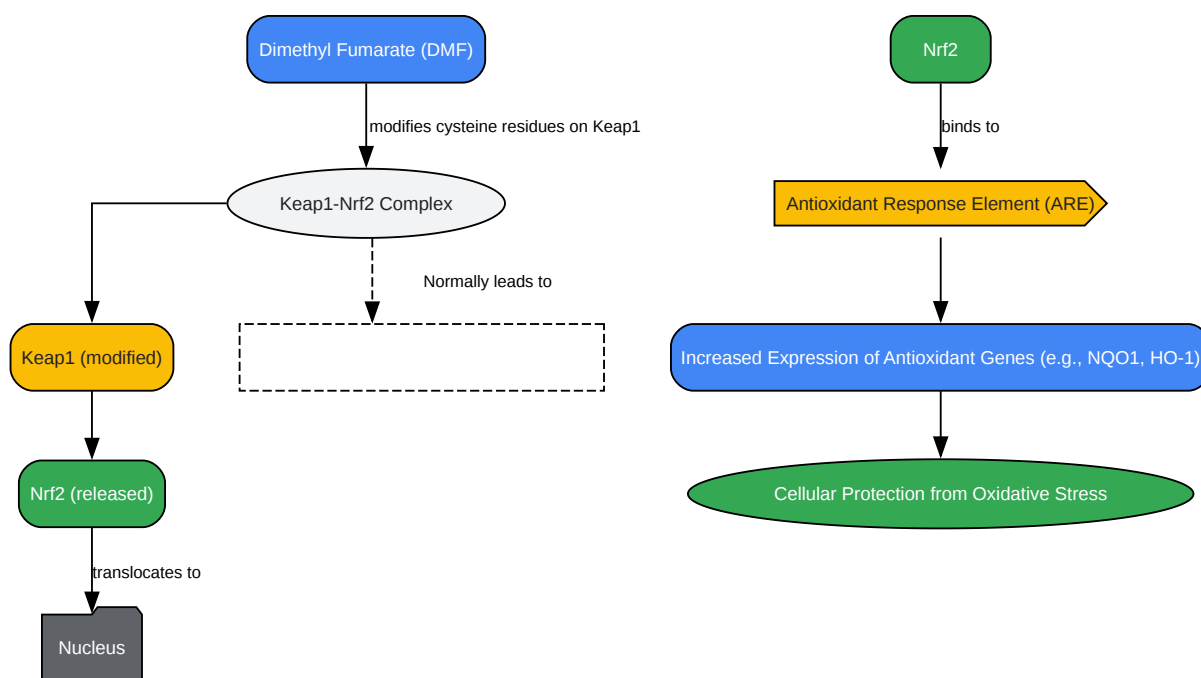 Dimethyl Fumarate (DMF)
modifies cysteine residues on Keap1
Keap1-Nrf2 Complex
Normally leads to
Keap1 (modified)
Nrf2 (released)
translocates to
Nucleus
Nrf2
binds to
Antioxidant Response Element (ARE)
Increased Expression of Antioxidant Genes (e.g., NQO1, HO-1)
Cellular Protection from Oxidative Stress